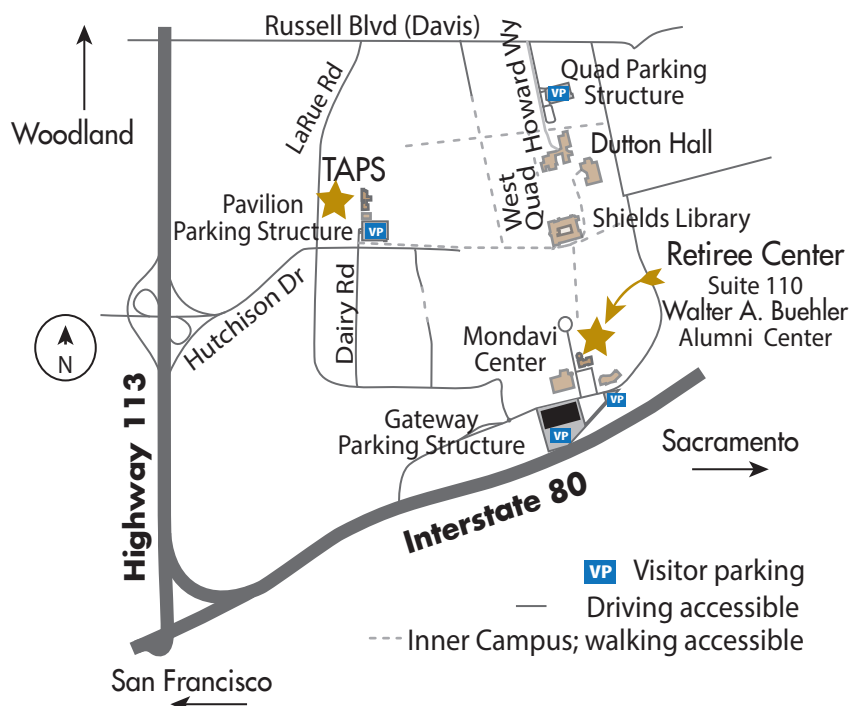 Russell Blvd (Davis)
Woodland
LaRue Rd
West Quad
Howard Wy
Quad Parking
Structure
VP
Dutton Hall
TAPS
Pavilion
Parking Structure
VP
Shields Library
Retiree Center
Suite 110
Walter A. Buehler
Alumni Center
Hutchison Dr
Dairy Rd
N
Mondavi
Center
VP
Gateway
Parking Structure
VP
Highway 113
Sacramento
Interstate 80
VP Visitor parking
Driving accessible
Inner Campus; walking accessible
San Francisco